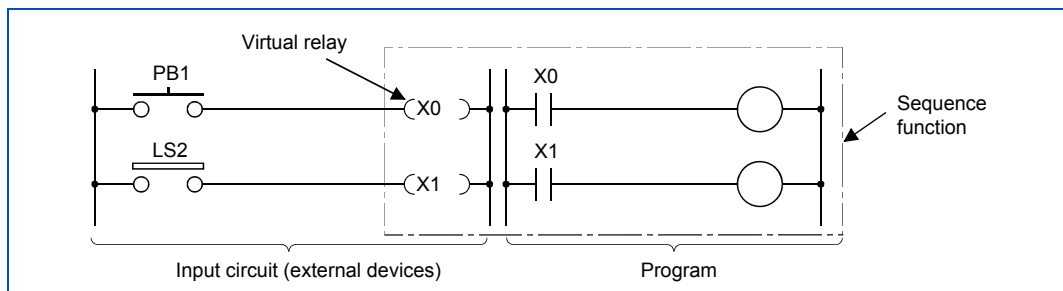 Virtual relay
PB1
X0
X0
Sequence
function
LS2
X1
X1
Input circuit (external devices)
Program